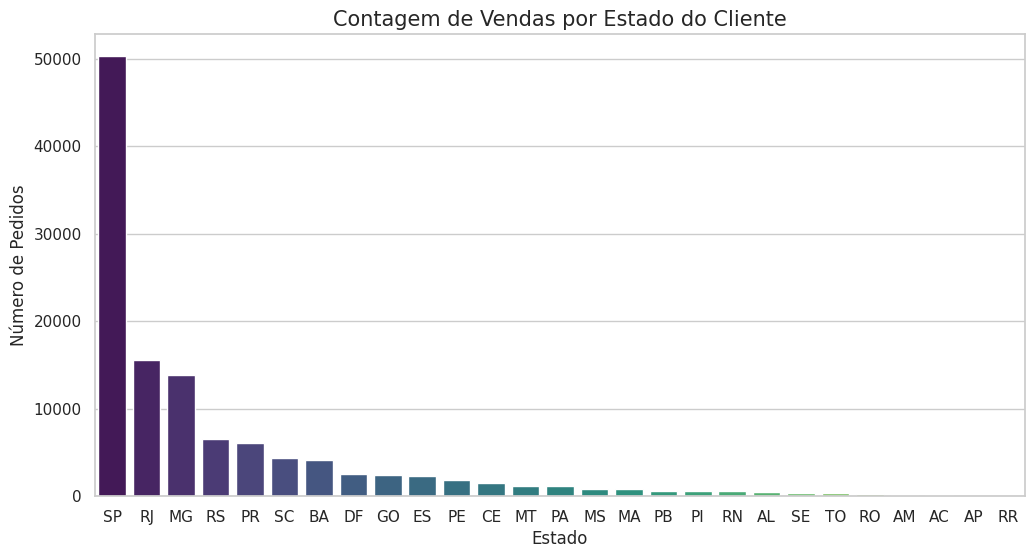 Contagem de Vendas por Estado do Cliente
Número de Pedidos
50000
40000
30000
20000
10000
0
SP RJ MG RS PR SC BA DF GO ES PE CE MT PA MS MA PB PI RN AL SE TO RO AM AC AP RR
Estado